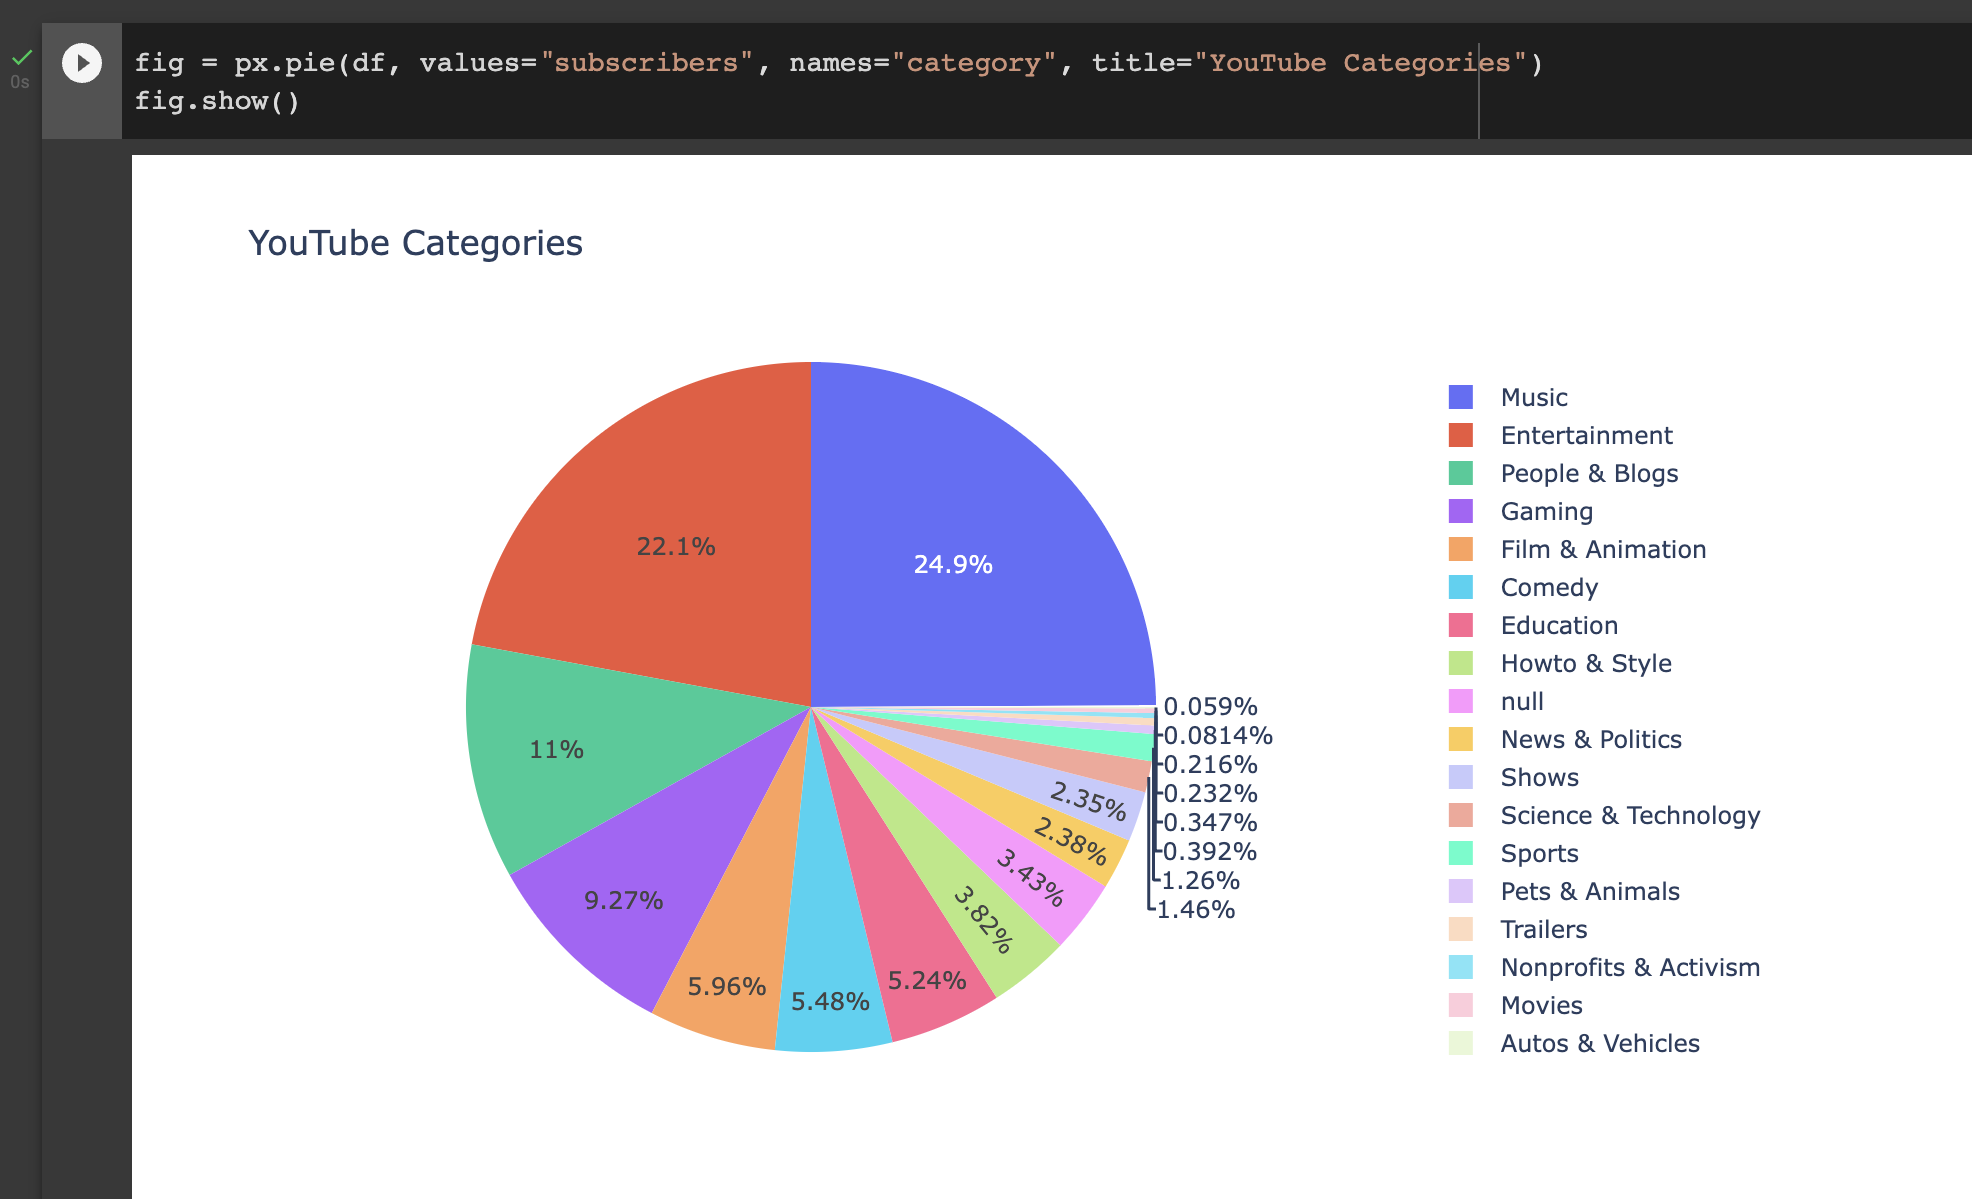 fig = px.pie(df, values="subscribers", names="category", title="YouTube Categories")
0s
fig.show()
YouTube Categories
24.9%
22.1%
11%
9.27%
5.96%
5.48%
5.24%
3.82%
3.43%
2.38%
2.35%
0.059%
0.0814%
0.216%
0.232%
0.347%
0.392%
1.26%
1.46%
Music
Entertainment
People & Blogs
Gaming
Film & Animation
Comedy
Education
Howto & Style
null
News & Politics
Shows
Science & Technology
Sports
Pets & Animals
Trailers
Nonprofits & Activism
Movies
Autos & Vehicles